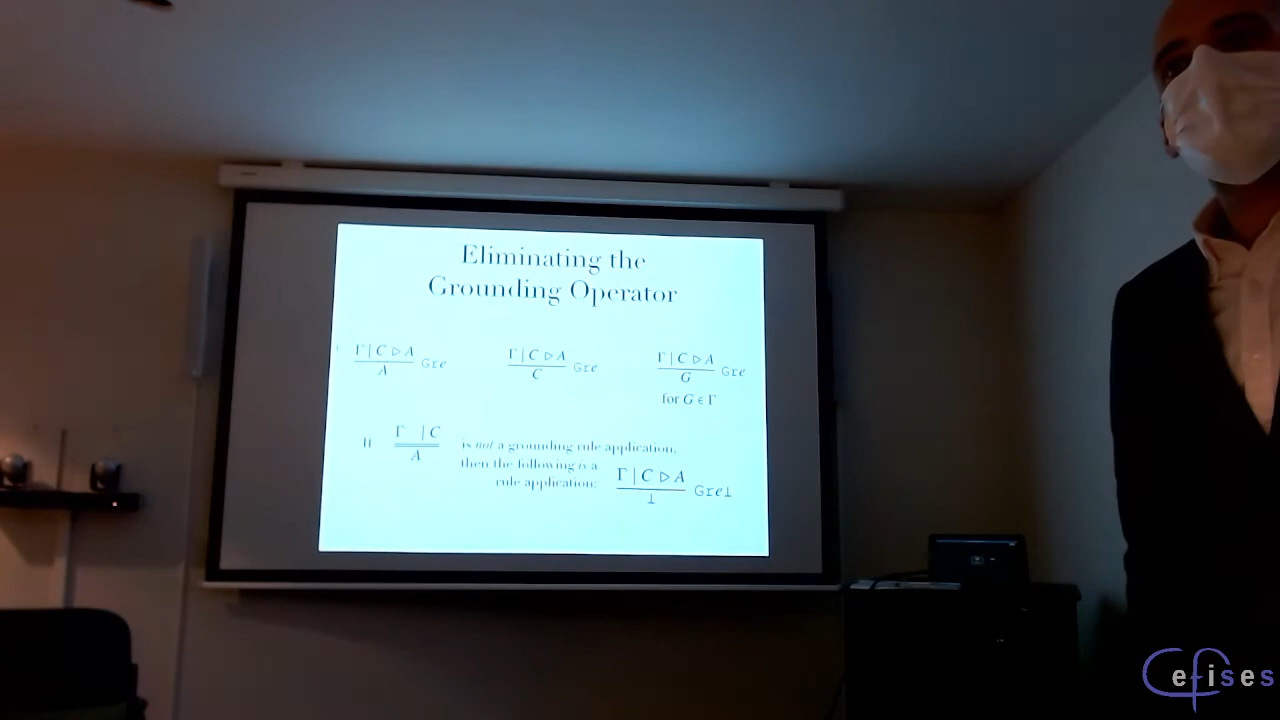 Eliminating the
Grounding Operator
Γ | C ▷ A
A
Gre
Γ | C ▷ A
C
Gre
Γ | C ▷ A
G
Gre
for G ∈ Γ
If
Γ | C
A
is not a grounding rule application,
then the following is a
rule application:
Γ | C ▷ A
⊥
Gre⊥
Cefises